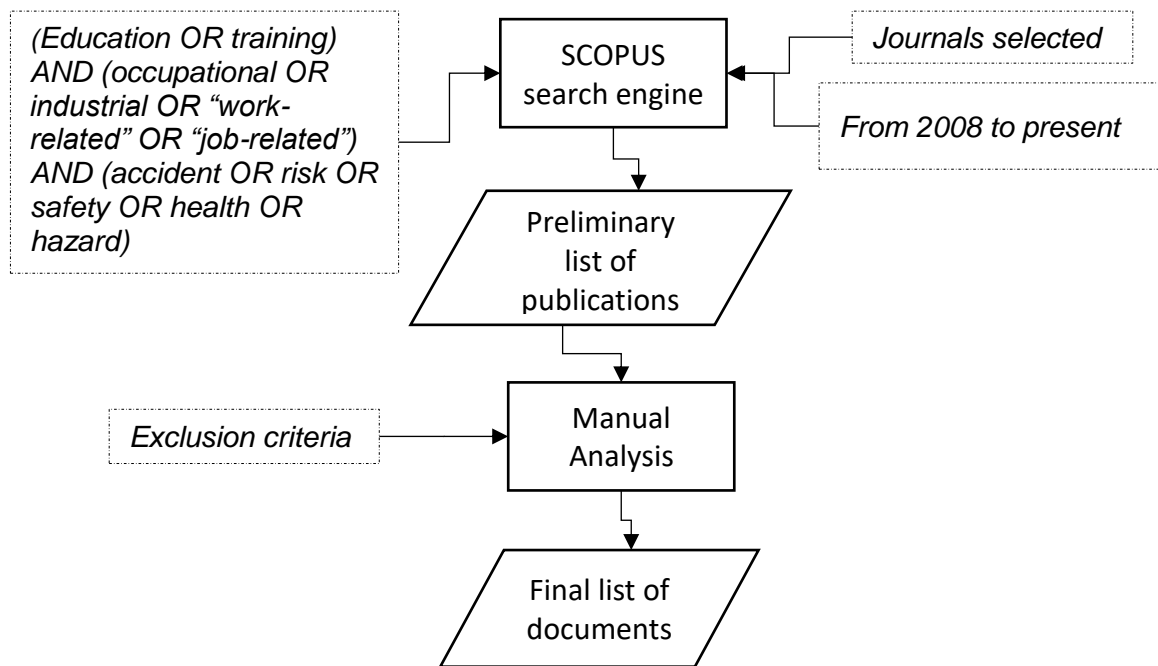 (Education OR training)
AND (occupational OR
industrial OR “work-
related” OR “job-related”)
AND (accident OR risk OR
safety OR health OR
hazard)
SCOPUS
search engine
Journals selected
From 2008 to present
Preliminary
list of
publications
Exclusion criteria
Manual
Analysis
Final list of
documents